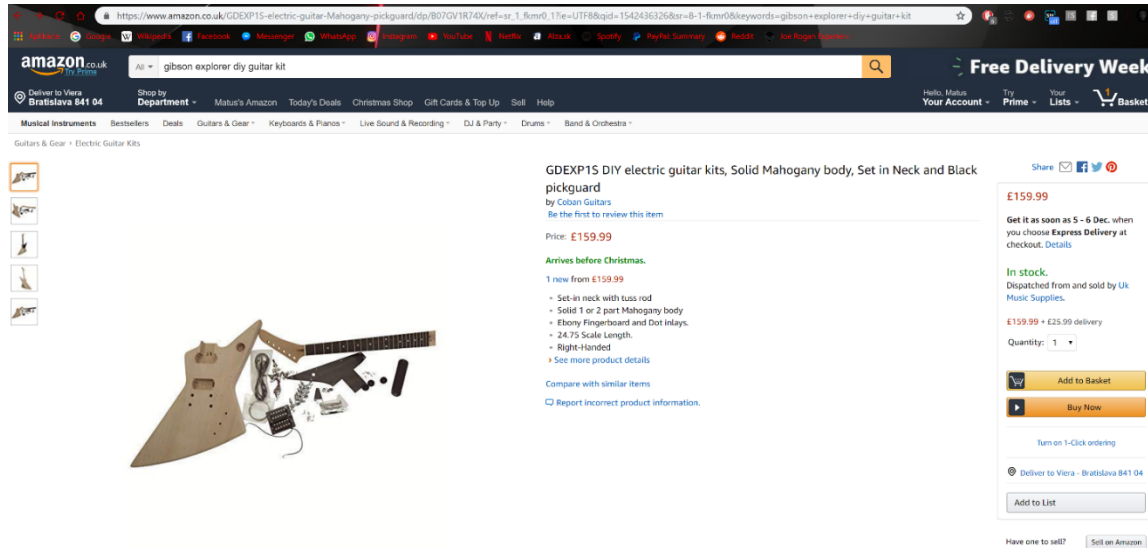 https://www.amazon.co.uk/GDEXP1S-electric-guitar-Mahogany-pickguard/dp/B07GV1R74X/ref=sr_1_fkmr0_1?ie=UTF8&qid=1542436326&sr=8-1-fkmr0&keywords=gibson+explorer+diy+guitar+kit
Google Wikipedia Facebook Messenger WhatsApp Instagram YouTube Netflix Spotify PayPal: Summary Reddit
amazon.co.uk
Try Prime
All
gibson explorer diy guitar kit
Free Delivery Week
Deliver to Viera
Bratislava 841 04
Shop by
Department
Matus's Amazon Today's Deals Christmas Shop Gift Cards & Top Up Sell Help
Hello, Matus
Your Account
Try
Prime
Your
Lists
1
Basket
Musical Instruments Bestsellers Deals Guitars & Gear Keyboards & Pianos Live Sound & Recording DJ & Party Drums Band & Orchestra
Guitars & Gear › Electric Guitar Kits
GDEXP1S DIY electric guitar kits, Solid Mahogany body, Set in Neck and Black
pickguard
by Coban Guitars
Be the first to review this item
Price: £159.99
Arrives before Christmas.
1 new from £159.99
• Set-in neck with tuss rod
• Solid 1 or 2 part Mahogany body
• Ebony Fingerboard and Dot inlays.
• 24.75 Scale Length.
• Right-Handed
› See more product details
Compare with similar items
Report incorrect product information.
Share
£159.99
Get it as soon as 5 - 6 Dec. when
you choose Express Delivery at
checkout. Details
In stock.
Dispatched from and sold by Uk
Music Supplies.
£159.99 + £25.99 delivery
Quantity: 1
Add to Basket
Buy Now
Turn on 1-Click ordering
Deliver to Viera - Bratislava 841 04
Add to List
Have one to sell? Sell on Amazon